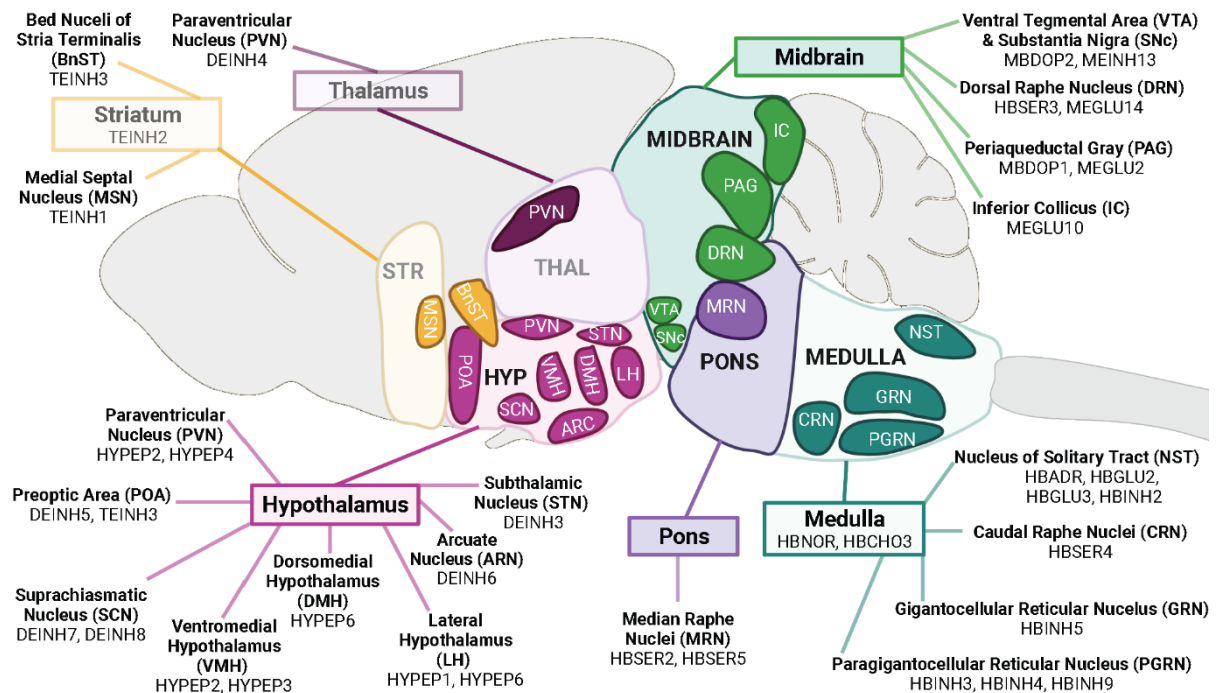 Bed Nuceli of
Stria Terminalis
(BnST)
TEINH3
Striatum
TEINH2
Medial Septal
Nucleus (MSN)
TEINH1
Paraventricular
Nucleus (PVN)
DEINH4
Thalamus
Midbrain
Ventral Tegmental Area (VTA)
& Substantia Nigra (SNc)
MBDOP2, MEINH13
Dorsal Raphe Nucleus (DRN)
HBSER3, MEGLU14
Periaqueductal Gray (PAG)
MBDOP1, MEGLU2
Inferior Collicus (IC)
MEGLU10
MIDBRAIN
IC
PAG
DRN
MRN
VTA
SNc
PVN
THAL
STR
MSN
BnST
POA
PVN
STN
HYP
VMH
DMH
LH
SCN
ARC
PONS
MEDULLA
NST
GRN
CRN
PGRN
Paraventricular
Nucleus (PVN)
HYPEP2, HYPEP4
Preoptic Area (POA)
DEINH5, TEINH3
Hypothalamus
Suprachiasmatic
Nucleus (SCN)
DEINH7, DEINH8
Ventromedial
Hypothalamus
(VMH)
HYPEP2, HYPEP3
Dorsomedial
Hypothalamus
(DMH)
HYPEP6
Subthalamic
Nucleus (STN)
DEINH3
Arcuate
Nucleus (ARN)
DEINH6
Lateral
Hypothalamus
(LH)
HYPEP1, HYPEP6
Pons
Median Raphe
Nuclei (MRN)
HBSER2, HBSER5
Medulla
HBNOR, HBCHO3
Nucleus of Solitary Tract (NST)
HBADR, HBGLU2,
HBGLU3, HBINH2
Caudal Raphe Nuclei (CRN)
HBSER4
Gigantocellular Reticular Nucelus (GRN)
HBINH5
Paragigantocellular Reticular Nucleus (PGRN)
HBINH3, HBINH4, HBINH9